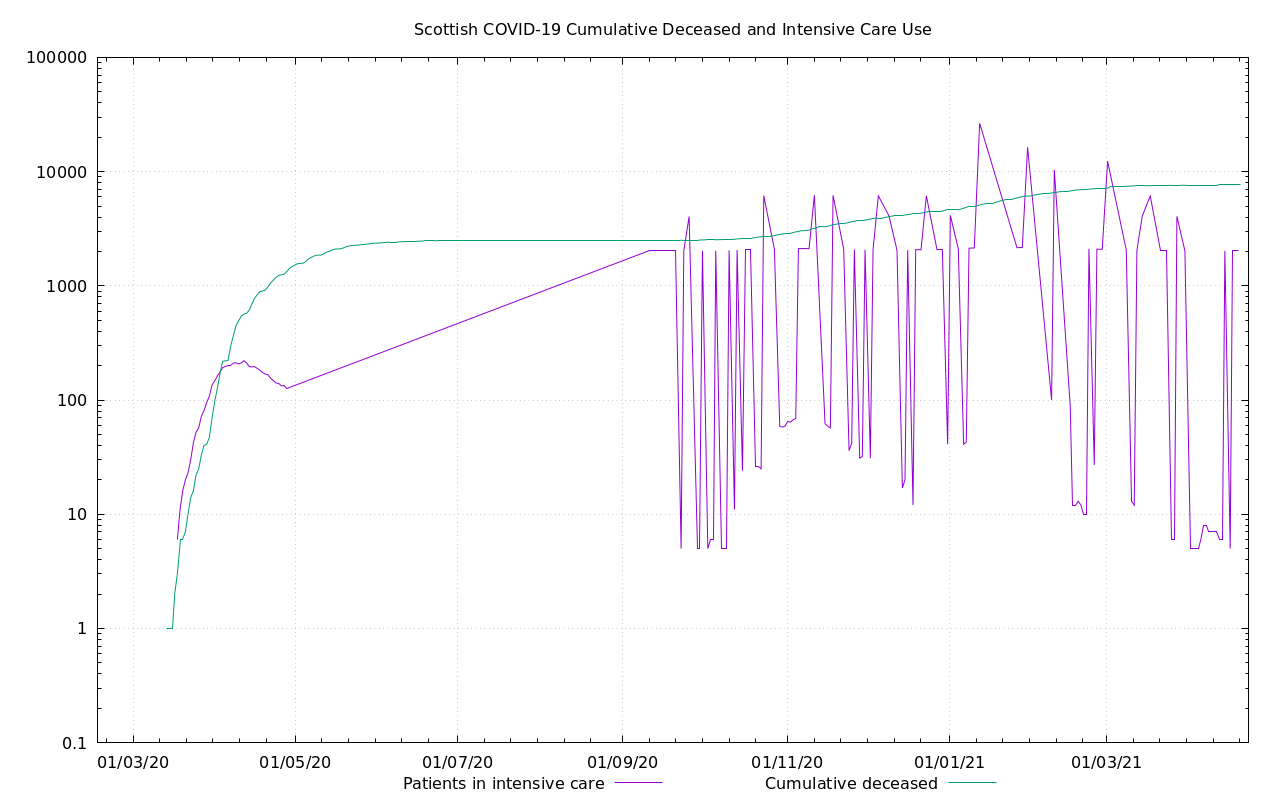 Scottish COVID-19 Cumulative Deceased and Intensive Care Use
100000
10000
1000
100
10
1
0.1
01/03/20 01/05/20 01/07/20 01/09/20 01/11/20 01/01/21 01/03/21
Patients in intensive care Cumulative deceased